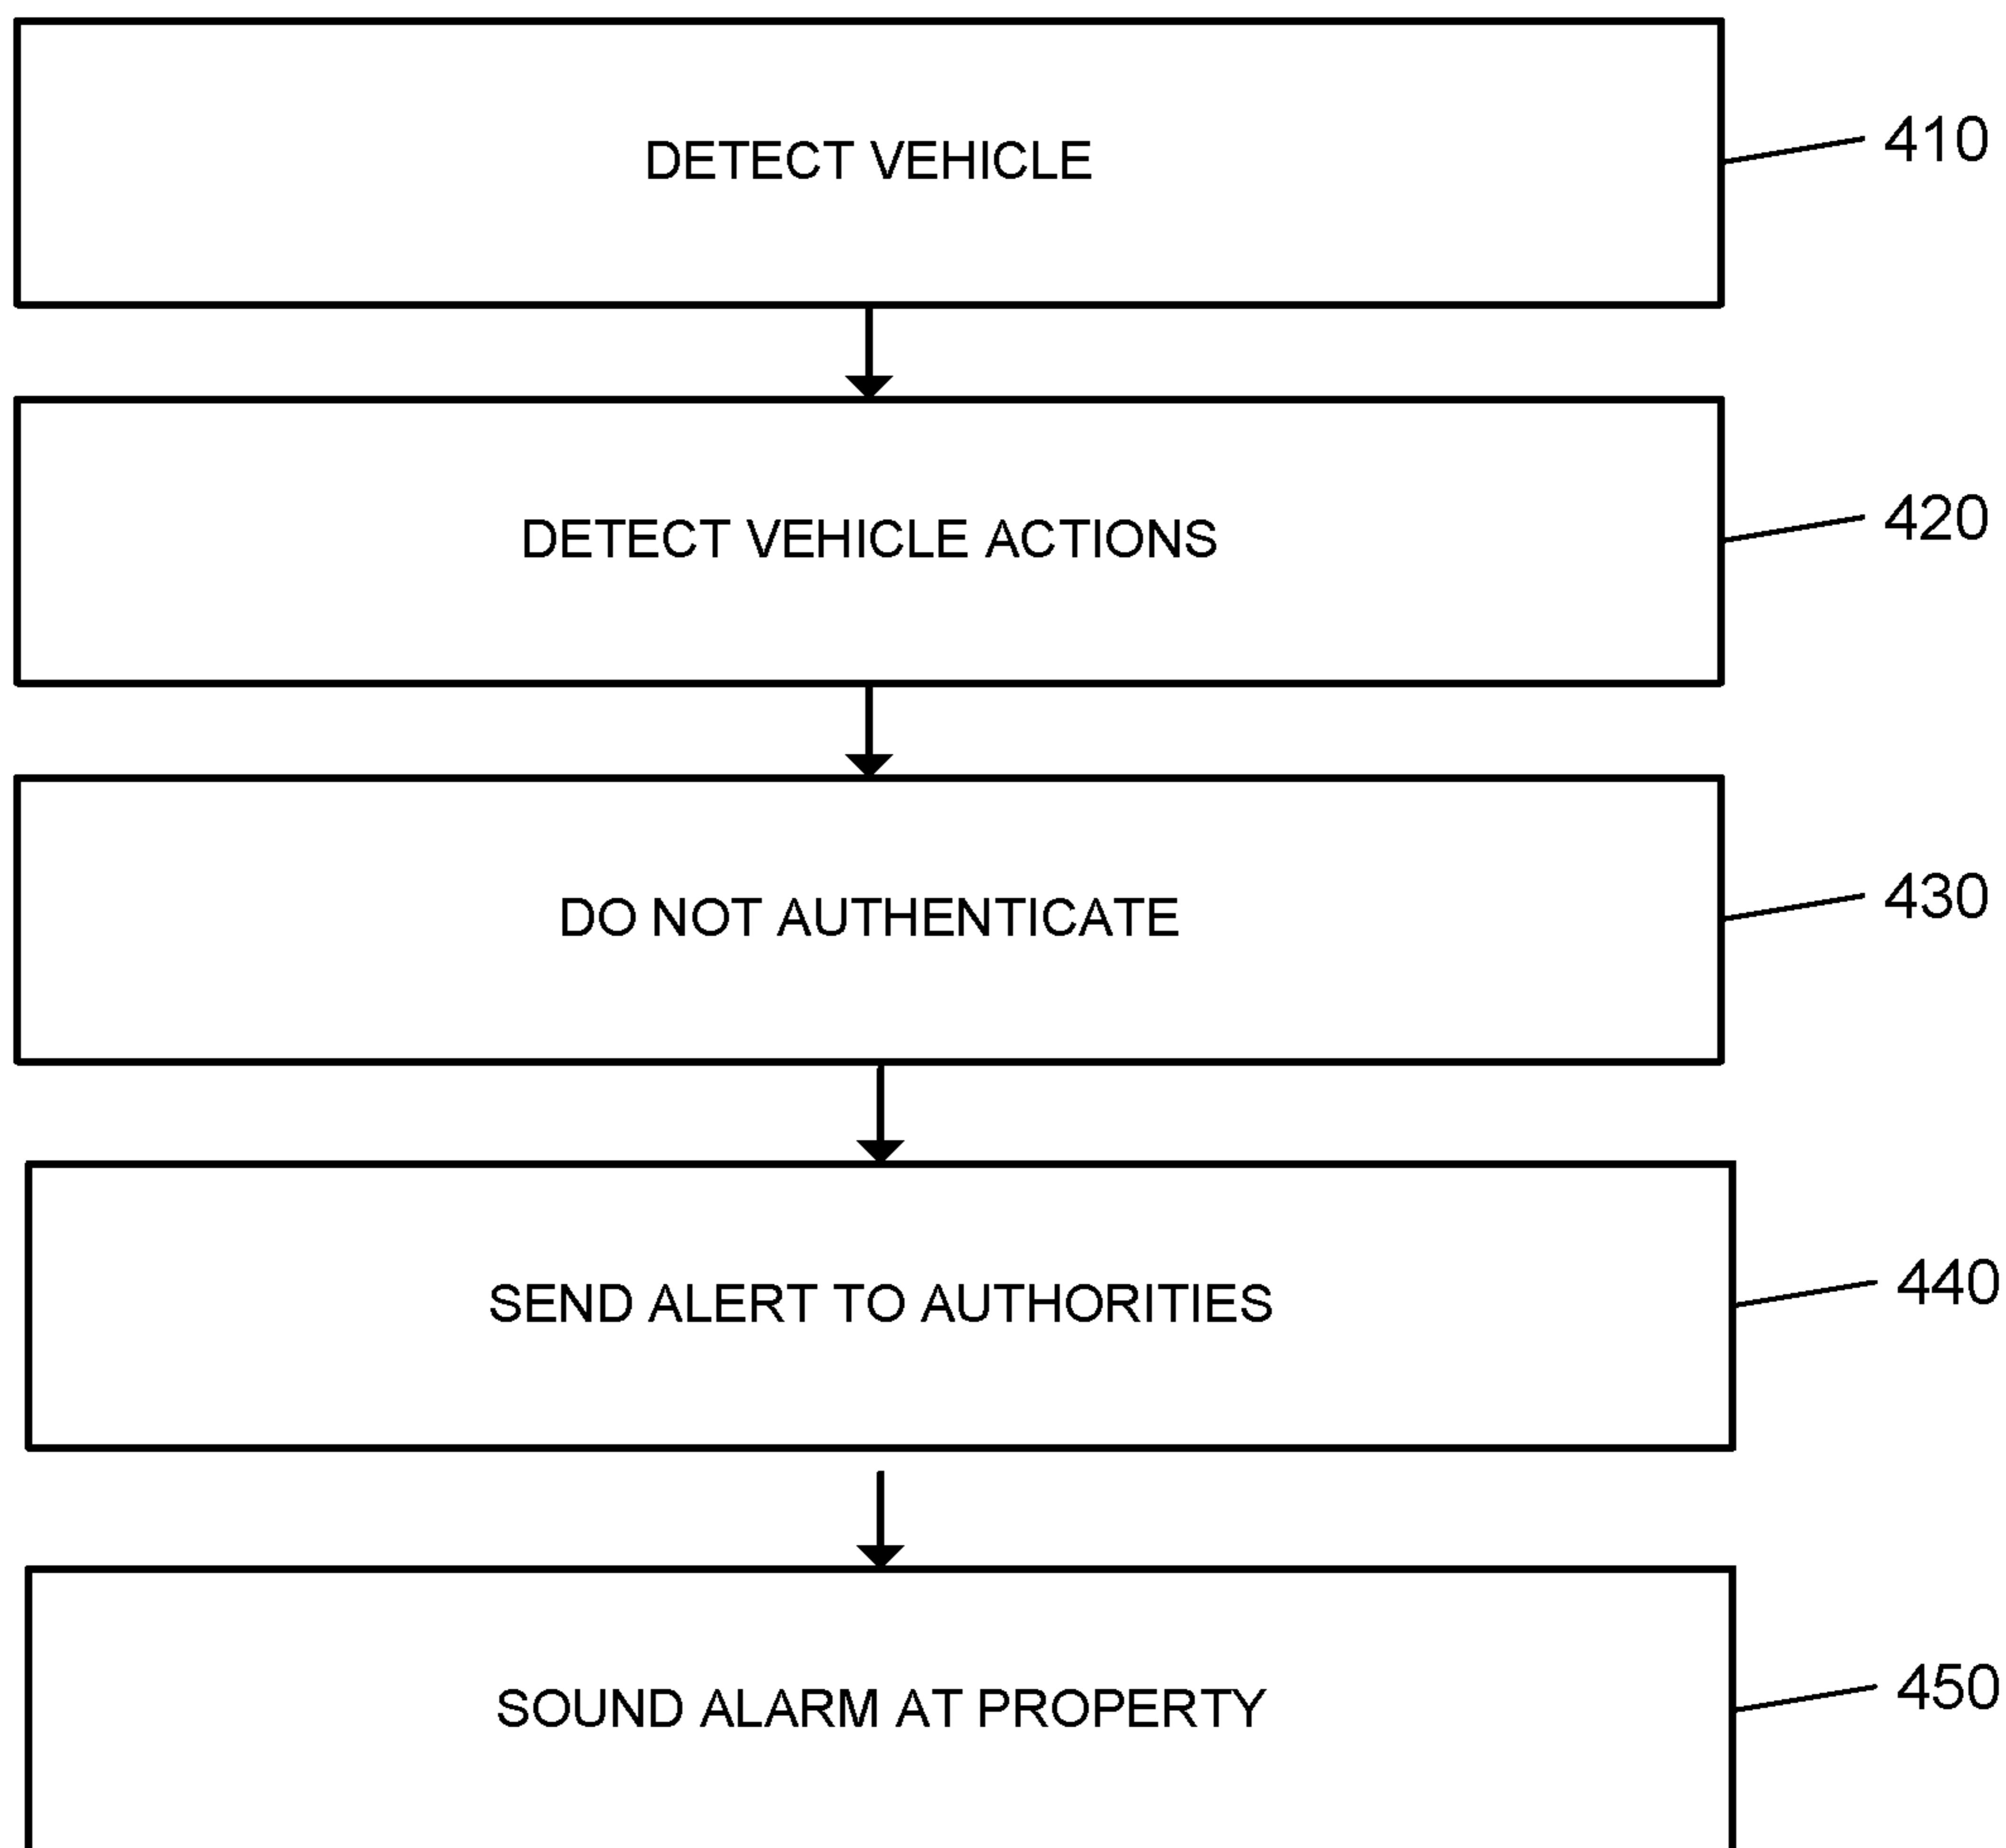 DETECT VEHICLE
410
DETECT VEHICLE ACTIONS
420
DO NOT AUTHENTICATE
430
SEND ALERT TO AUTHORITIES
440
SOUND ALARM AT PROPERTY
450